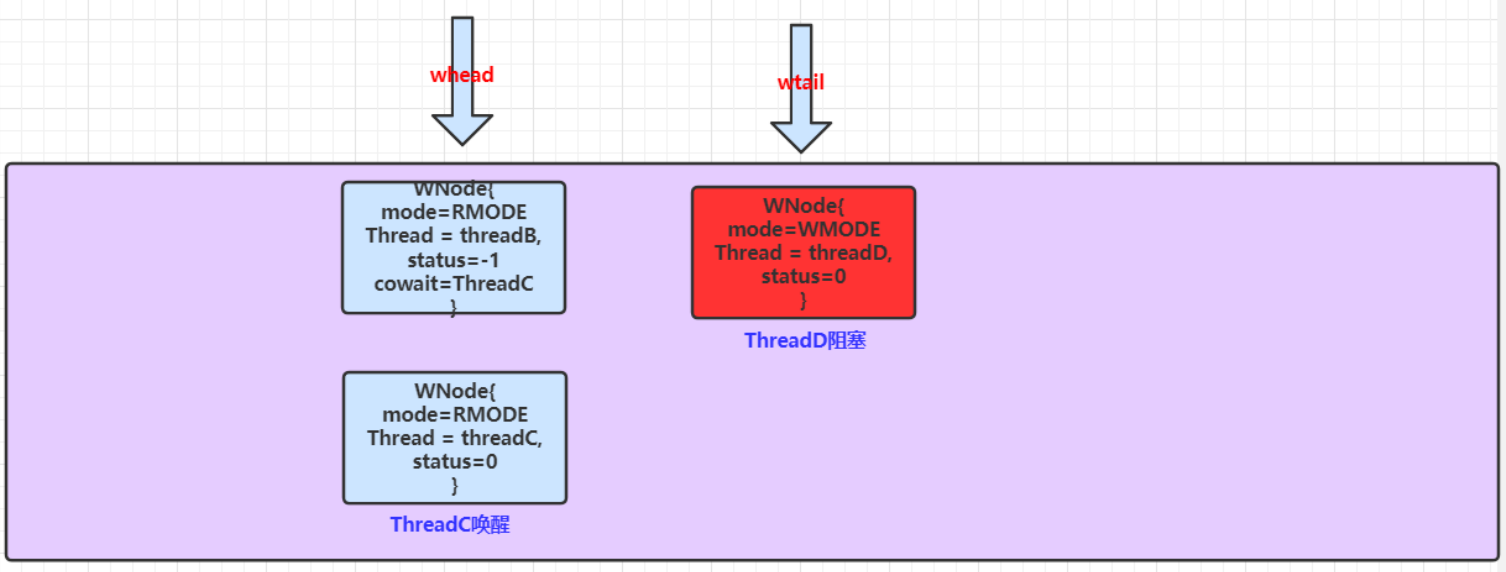 whead
wtail
WNode{
mode=RMODE
Thread = threadB,
status=-1
cowait=ThreadC
}
WNode{
mode=WMODE
Thread = threadD,
status=0
}
ThreadD阻塞
WNode{
mode=RMODE
Thread = threadC,
status=0
}
ThreadC唤醒